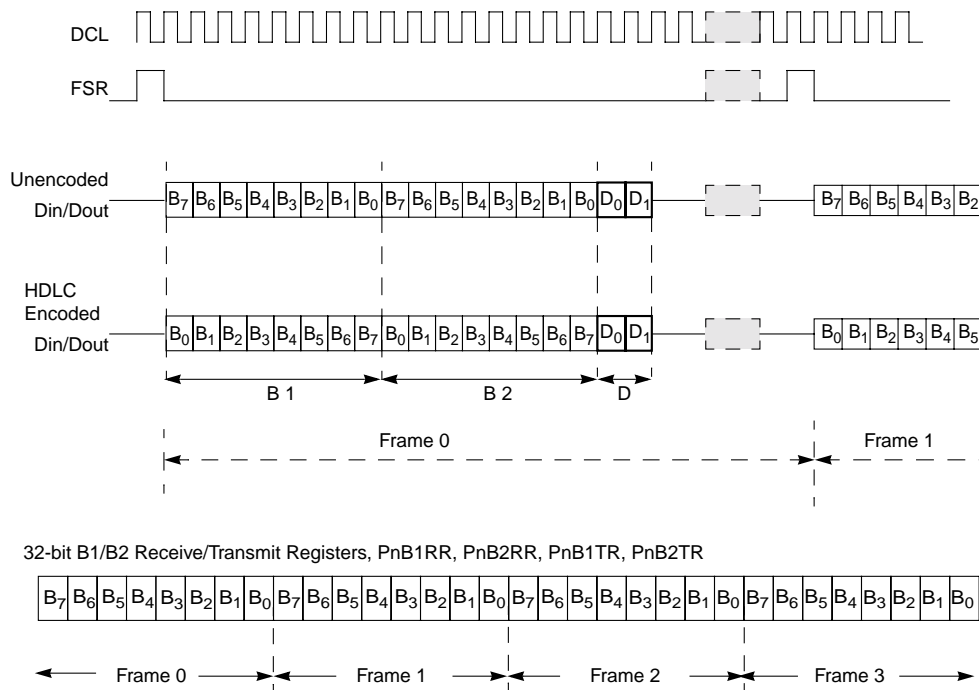 DCL
FSR
Unencoded
Din/Dout
B7 B6 B5 B4 B3 B2 B1 B0 B7 B6 B5 B4 B3 B2 B1 B0 D0 D1 B7 B6 B5 B4 B3 B2
HDLC
Encoded
Din/Dout
B0 B1 B2 B3 B4 B5 B6 B7 B0 B1 B2 B3 B4 B5 B6 B7 D0 D1 B0 B1 B2 B3 B4 B5
B 1 B 2 D
Frame 0 Frame 1
32-bit B1/B2 Receive/Transmit Registers, PnB1RR, PnB2RR, PnB1TR, PnB2TR
B7 B6 B5 B4 B3 B2 B1 B0 B7 B6 B5 B4 B3 B2 B1 B0 B7 B6 B5 B4 B3 B2 B1 B0 B7 B6 B5 B4 B3 B2 B1 B0
Frame 0 Frame 1 Frame 2 Frame 3